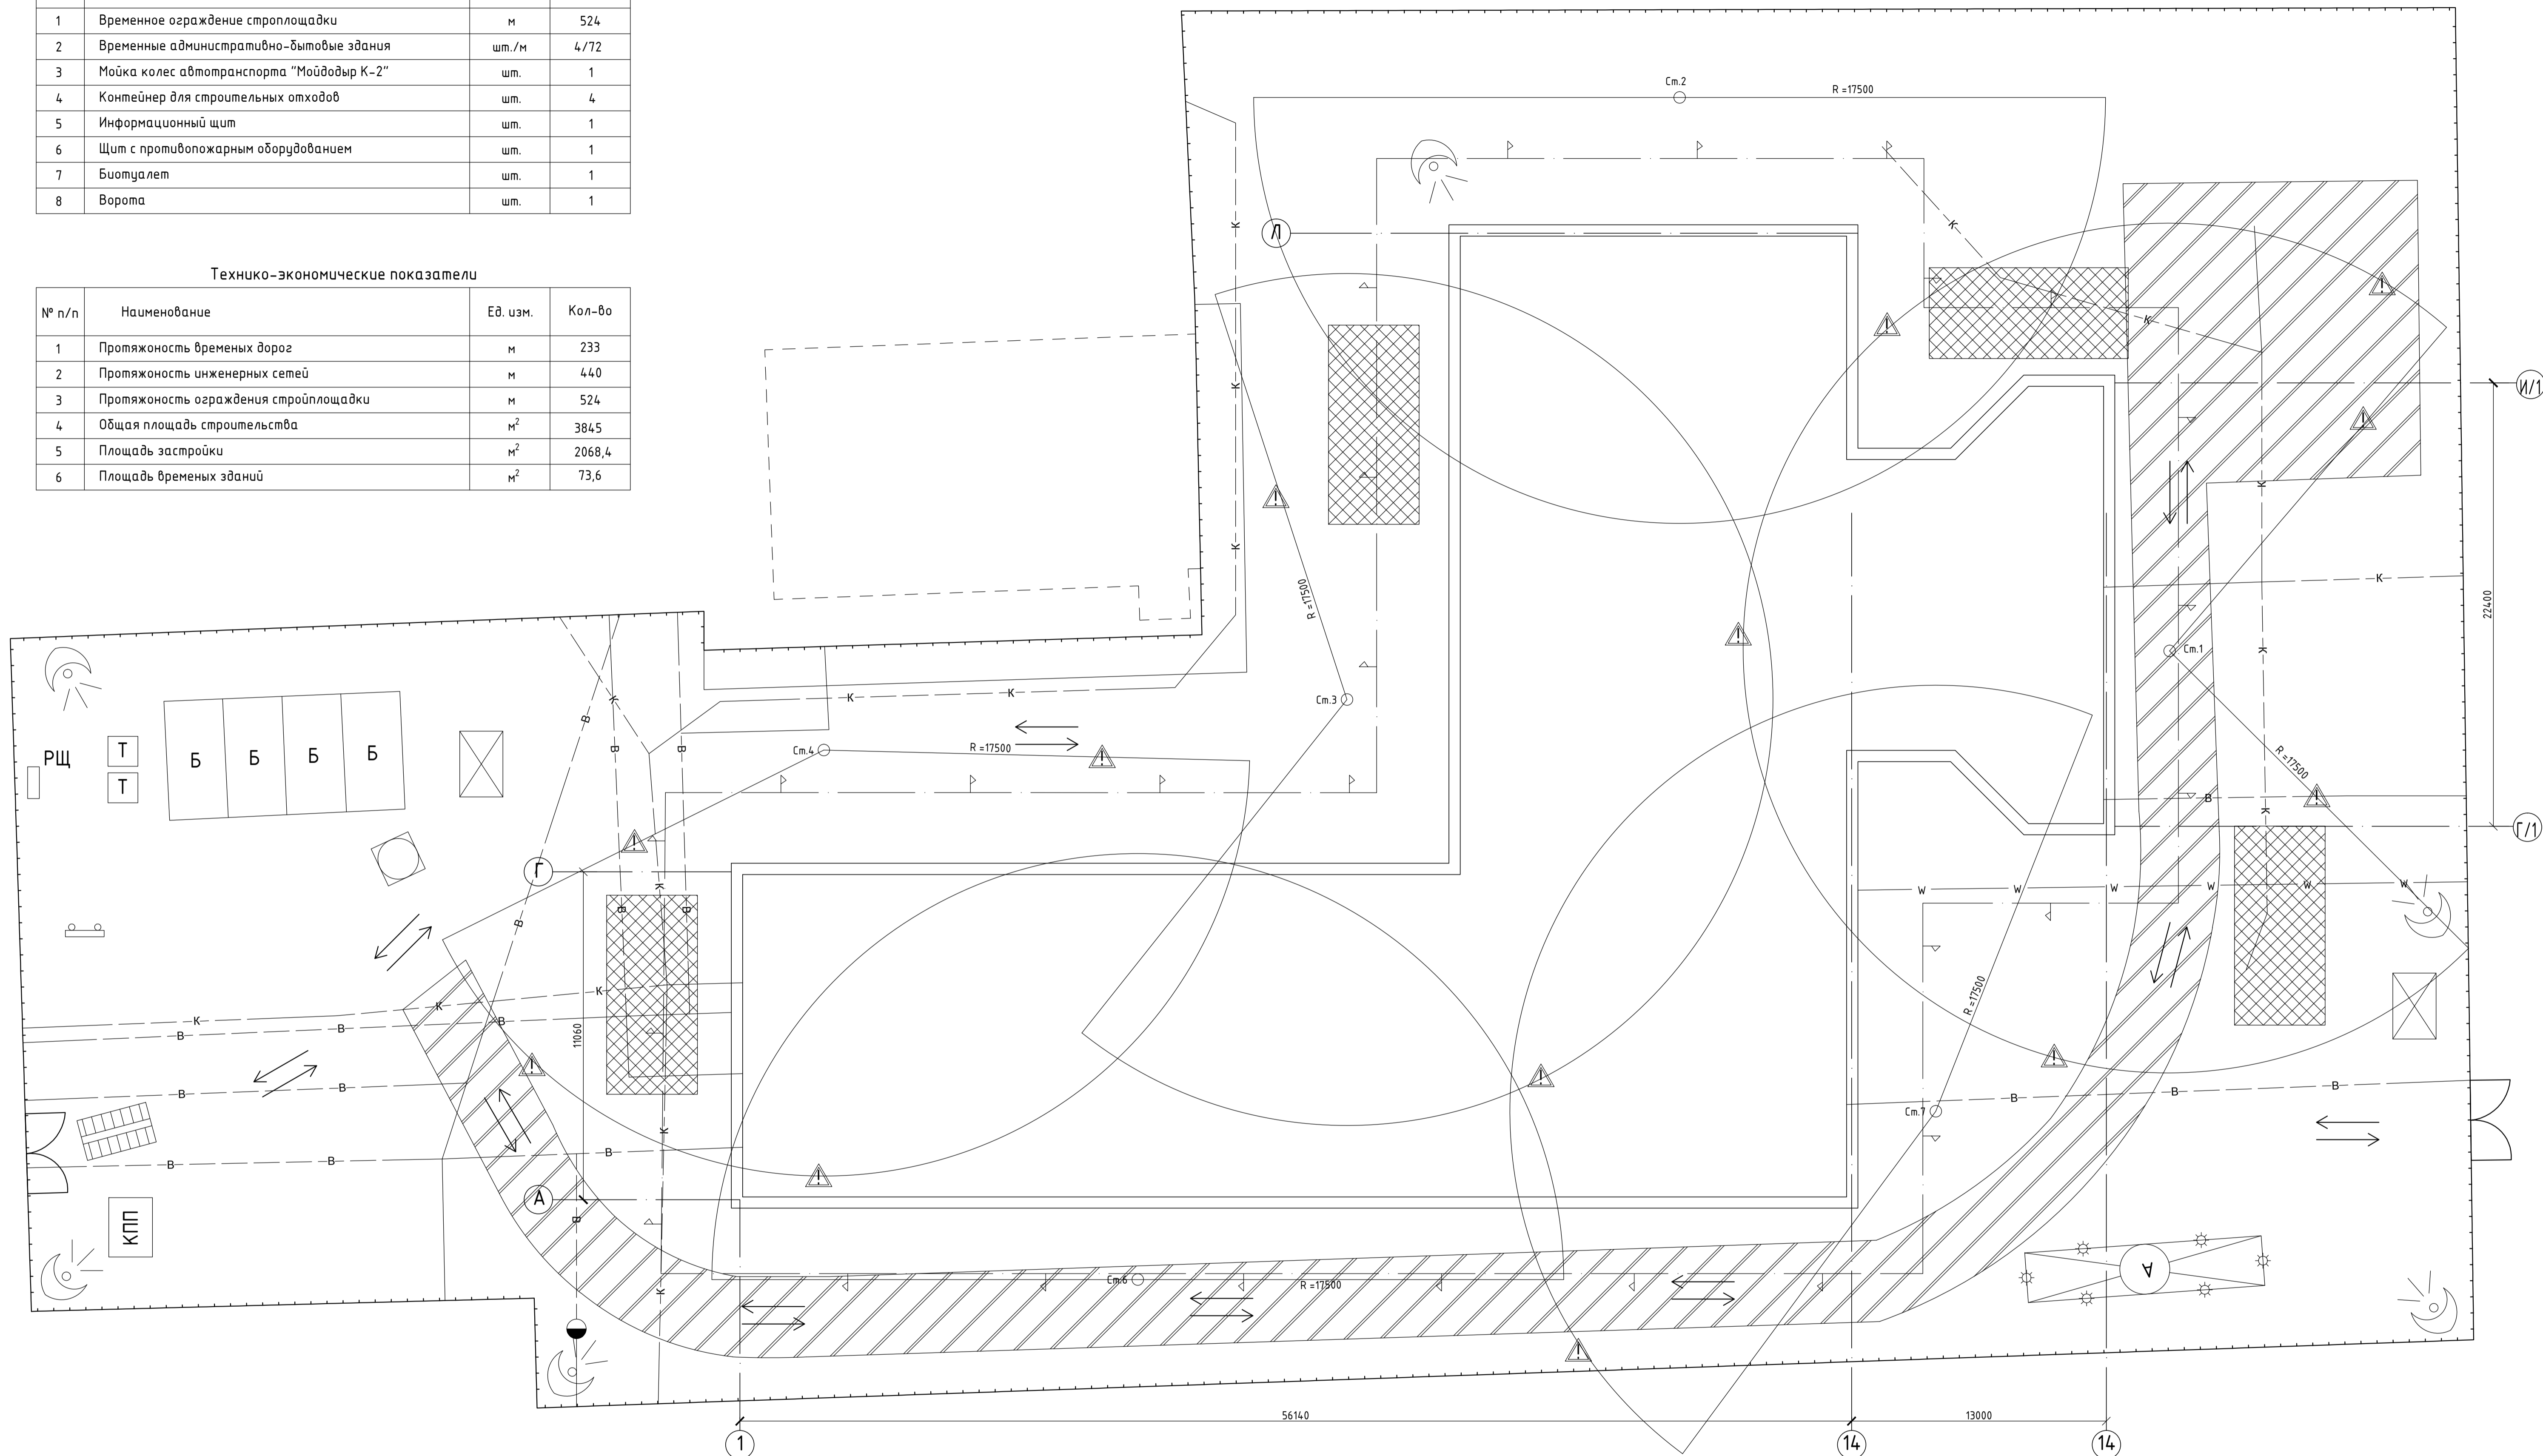 1 Временное ограждение строплощадки м 524
2 Временные административно-бытовые здания шт./м 4/72
3 Мойка колес автотранспорта "Мойдодыр К-2" шт. 1
4 Контейнер для строительных отходов шт. 4
5 Информационный щит шт. 1
6 Щит с противопожарным оборудованием шт. 1
7 Биотуалет шт. 1
8 Ворота шт. 1
Технико-экономические показатели
№ п/п Наименование Ед. изм. Кол-во
1 Протяжоность временых дорог м 233
2 Протяжоность инженерных сетей м 440
3 Протяжоность ограждения стройплощадки м 524
4 Общая площадь строительства м² 3845
5 Площадь застройки м² 2068,4
6 Площадь временых зданий м² 73,6
Ст.2
R =17500
К
К
Л
К
К
К
И/1
К
К
R =17500
22400
К
Ст.1
К
В
К
В
В
К
К
Ст.3
РЩ
Т
Т
Б Б Б Б
Ст.4
R =17500
R =17500
В
К
Г/1
Г
К
W W W W W W
В
В
В
К
К
К
В
В
В
11060
R =17500
В
В
В
В
В
Ст.7
К
В
В
В
А
КПП
В
К
Ст.6
R =17500
А
56140
13000
1
14
14